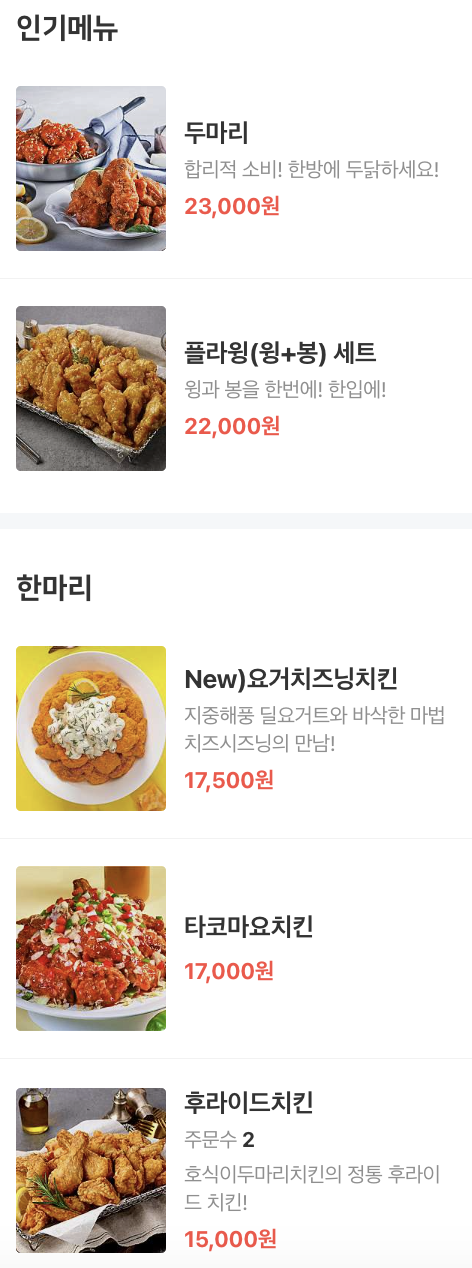 인기메뉴
두마리
합리적 소비! 한방에 두닭하세요!
23,000원
플라윙(윙+봉) 세트
윙과 봉을 한번에! 한입에!
22,000원
한마리
New)요거치즈닝치킨
지중해풍 딜요거트와 바삭한 마법
치즈시즈닝의 만남!
17,500원
타코마요치킨
17,000원
후라이드치킨
주문수 2
호식이두마리치킨의 정통 후라이
드 치킨!
15,000원